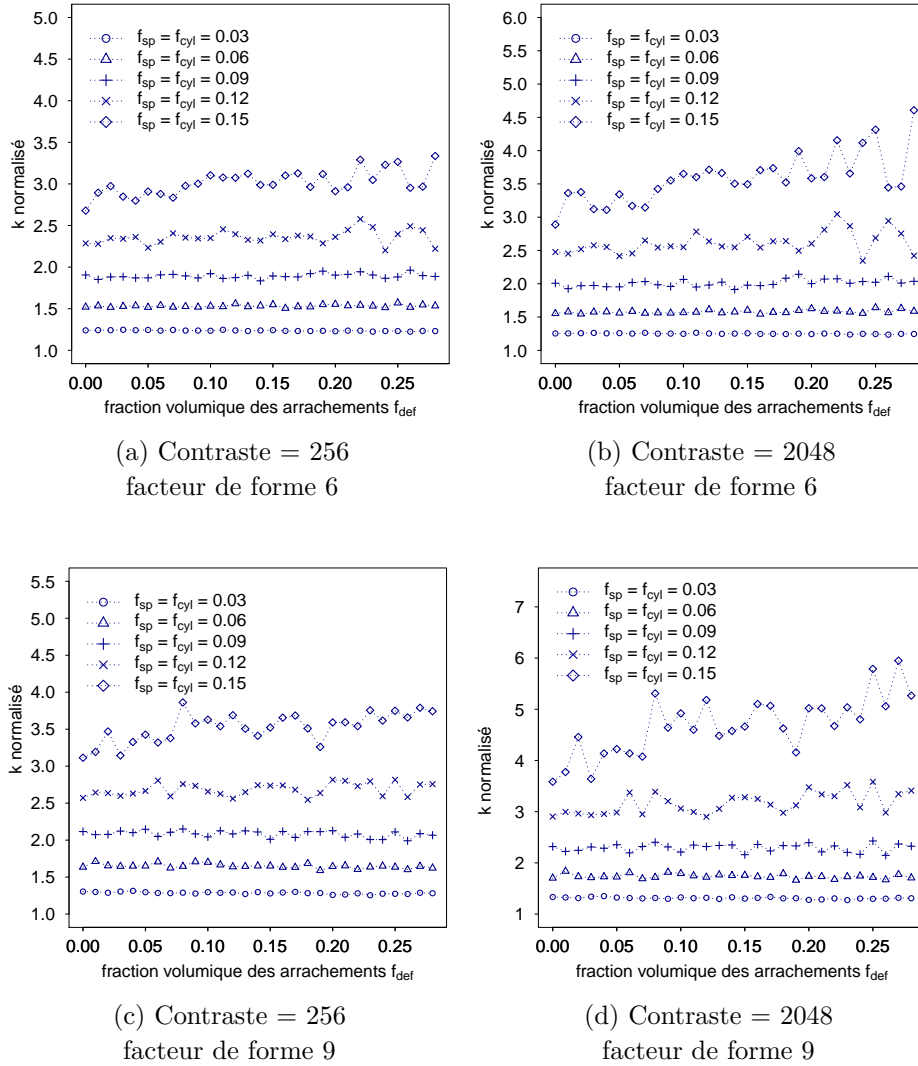 5.0
4.5
4.0
3.5
3.0
2.5
2.0
1.5
1.0
k normalisé
f_sp = f_cyl = 0.03
f_sp = f_cyl = 0.06
f_sp = f_cyl = 0.09
f_sp = f_cyl = 0.12
f_sp = f_cyl = 0.15
0.00 0.05 0.10 0.15 0.20 0.25
fraction volumique des arrachements f_def
(a) Contraste = 256
facteur de forme 6
6.0
5.5
5.0
4.5
4.0
3.5
3.0
2.5
2.0
1.5
1.0
k normalisé
f_sp = f_cyl = 0.03
f_sp = f_cyl = 0.06
f_sp = f_cyl = 0.09
f_sp = f_cyl = 0.12
f_sp = f_cyl = 0.15
0.00 0.05 0.10 0.15 0.20 0.25
fraction volumique des arrachements f_def
(b) Contraste = 2048
facteur de forme 6
5.5
5.0
4.5
4.0
3.5
3.0
2.5
2.0
1.5
1.0
k normalisé
f_sp = f_cyl = 0.03
f_sp = f_cyl = 0.06
f_sp = f_cyl = 0.09
f_sp = f_cyl = 0.12
f_sp = f_cyl = 0.15
0.00 0.05 0.10 0.15 0.20 0.25
fraction volumique des arrachements f_def
(c) Contraste = 256
facteur de forme 9
7
6
5
4
3
2
1
k normalisé
f_sp = f_cyl = 0.03
f_sp = f_cyl = 0.06
f_sp = f_cyl = 0.09
f_sp = f_cyl = 0.12
f_sp = f_cyl = 0.15
0.00 0.05 0.10 0.15 0.20 0.25
fraction volumique des arrachements f_def
(d) Contraste = 2048
facteur de forme 9